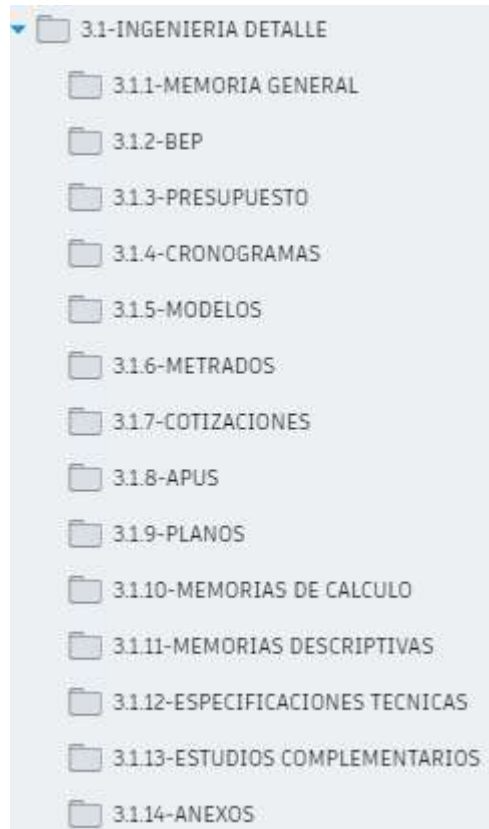 3.1-INGENIERIA DETALLE
3.1.1-MEMORIA GENERAL
3.1.2-BEP
3.1.3-PRESUPUESTO
3.1.4-CRONOGRAMAS
3.1.5-MODELOS
3.1.6-METRADOS
3.1.7-COTIZACIONES
3.1.8-APUS
3.1.9-PLANOS
3.1.10-MEMORIAS DE CALCULO
3.1.11-MEMORIAS DESCRIPTIVAS
3.1.12-ESPECIFICACIONES TECNICAS
3.1.13-ESTUDIOS COMPLEMENTARIOS
3.1.14-ANEXOS